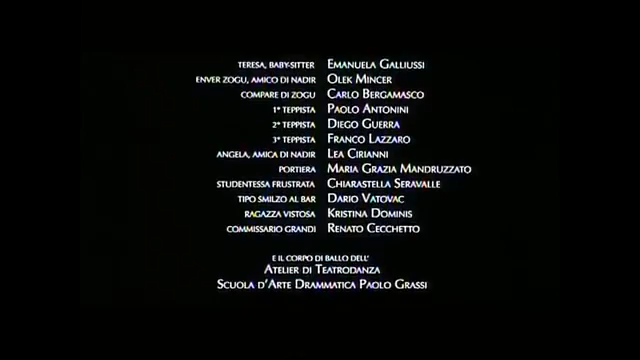 TERESA, BABY-SITTER EMANUELA GALLIUSSI
ENVER ZOGU, AMICO DI NADIR OLEK MINCER
COMPARE DI ZOGU CARLO BERGAMASCO
1° TEPPISTA PAOLO ANTONINI
2° TEPPISTA DIEGO GUERRA
3° TEPPISTA FRANCO LAZZARO
ANGELA, AMICA DI NADIR LEA CIRIANNI
PORTIERA MARIA GRAZIA MANDRUZZATO
STUDENTESSA FRUSTRATA CHIARASTELLA SERAVALLE
TIPO SMILZO AL BAR DARIO VATOVAC
RAGAZZA VISTOSA KRISTINA DOMINIS
COMMISSARIO GRANDI RENATO CECCHETTO
E IL CORPO DI BALLO DELL'
ATELIER DI TEATRODANZA
SCUOLA D'ARTE DRAMMATICA PAOLO GRASSI